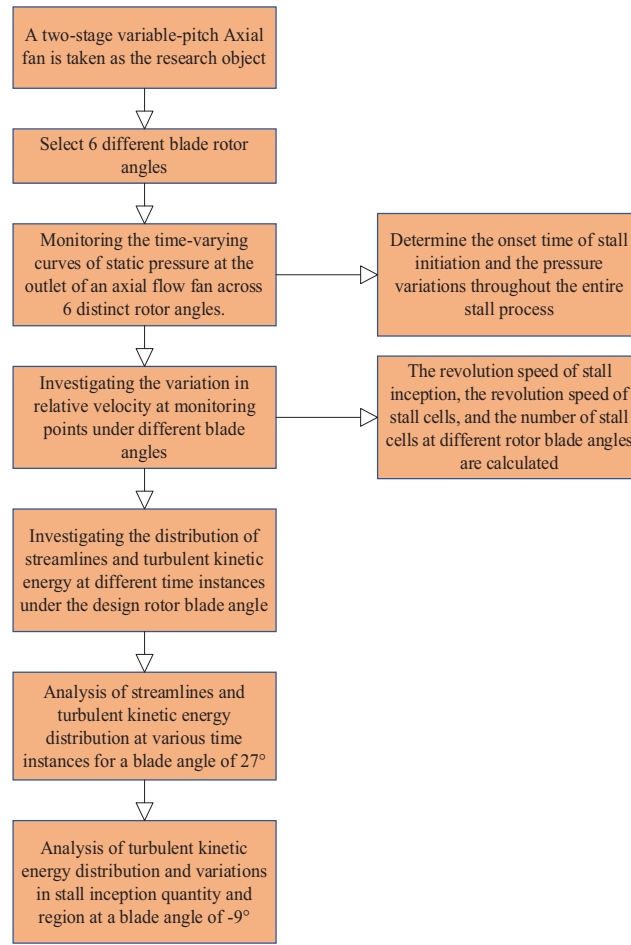 A two-stage variable-pitch Axial
fan is taken as the research object
Select 6 different blade rotor
angles
Monitoring the time-varying
curves of static pressure at the
outlet of an axial flow fan across
6 distinct rotor angles.
Determine the onset time of stall
initiation and the pressure
variations throughout the entire
stall process
Investigating the variation in
relative velocity at monitoring
points under different blade
angles
The revolution speed of stall
inception, the revolution speed of
stall cells, and the number of stall
cells at different rotor blade angles
are calculated
Investigating the distribution of
streamlines and turbulent kinetic
energy at different time instances
under the design rotor blade angle
Analysis of streamlines and
turbulent kinetic energy
distribution at various time
instances for a blade angle of 27°
Analysis of turbulent kinetic
energy distribution and variations
in stall inception quantity and
region at a blade angle of -9°